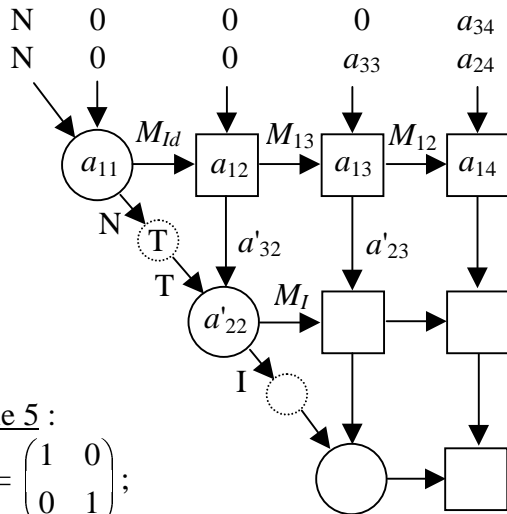 N 0 0 0 a₃₄
N 0 0 a₃₃ a₂₄
M_Id M₁₃ M₁₂
a₁₁ a₁₂ a₁₃ a₁₄
N T a'₃₂ a'₂₃
T
a'₂₂ M_I
I
e 5 :
= (1 0
0 1) ;